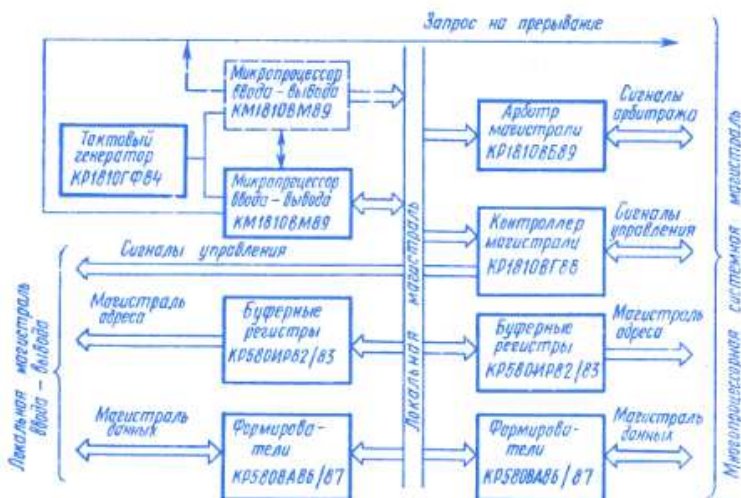 Запрос на прерывание
Микропроцессор
ввода – вывода
КМ1810ВМ89
Тактовый
генератор
КР1810ГФ84
Микропроцессор
ввода – вывода
КМ1810ВМ89
Арбитр
магистрали
КР1810ВБ89
Сигналы
арбитража
Контроллер
магистрали
КР1810ВГ88
Сигналы
управления
Сигналы управления
Магистраль
адреса
Буферные
регистры
КР580ИР82/83
Буферные
регистры
КР580ИР82/83
Магистраль
адреса
Магистраль
данных
Формирова-
тели
КР580ВА86/87
Формирова-
тели
КР580ВА86/87
Магистраль
данных
Локальная магистраль
ввода – вывода
Локальная магистраль
Многопроцессорная системная магистраль